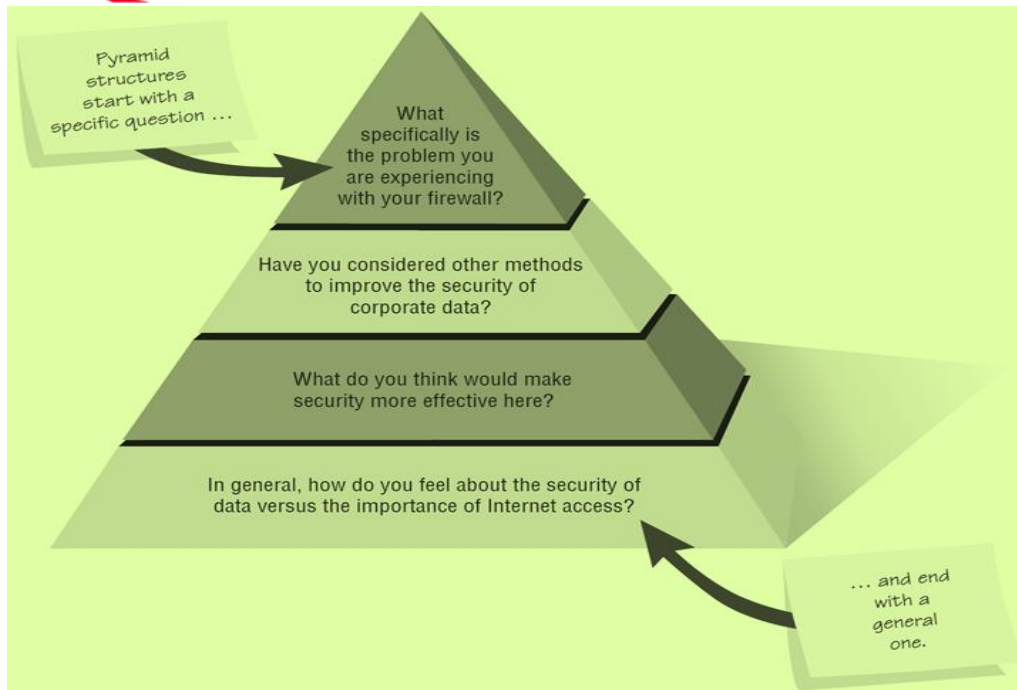 Pyramid
structures
start with a
specific question ...
What
specifically is
the problem you
are experiencing
with your firewall?
Have you considered other methods
to improve the security of
corporate data?
What do you think would make
security more effective here?
In general, how do you feel about the security of
data versus the importance of Internet access?
... and end
with a
general
one.